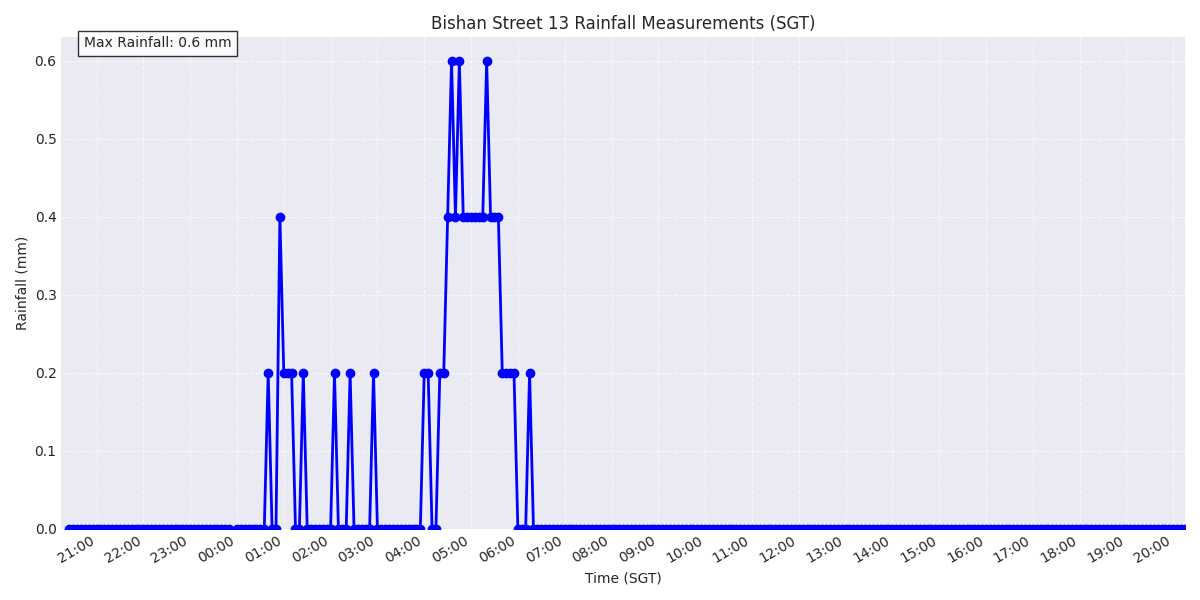 Bishan Street 13 Rainfall Measurements (SGT)
Max Rainfall: 0.6 mm
0.6
0.5
0.4
0.3
0.2
0.1
0.0
Rainfall (mm)
21:00 22:00 23:00 00:00 01:00 02:00 03:00 04:00 05:00 06:00 07:00 08:00 09:00 10:00 11:00 12:00 13:00 14:00 15:00 16:00 17:00 18:00 19:00 20:00
Time (SGT)